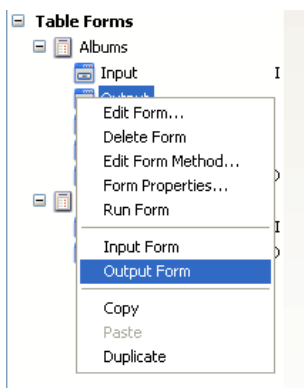 Table Forms
Albums
Input I
Output
Edit Form...
Delete Form
Edit Form Method...
Form Properties...
Run Form
Input Form
Output Form
Copy
Paste
Duplicate